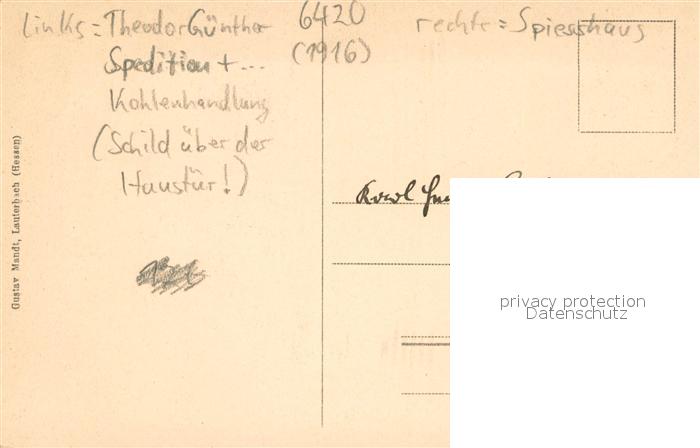 Links = Theodor Günther
Spedition + ...
Kohlenhandlung
(Schild über der
Haustür!)
6420
(1916)
rechts = Spiesshaus
Gustav Mandt, Lauterbach (Hessen)
Karl
privacy protection
Datenschutz